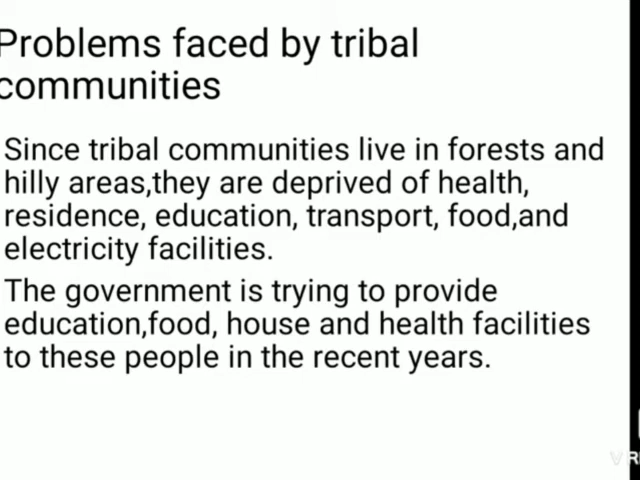 Problems faced by tribal
communities
Since tribal communities live in forests and
hilly areas,they are deprived of health,
residence, education, transport, food,and
electricity facilities.
The government is trying to provide
education,food, house and health facilities
to these people in the recent years.